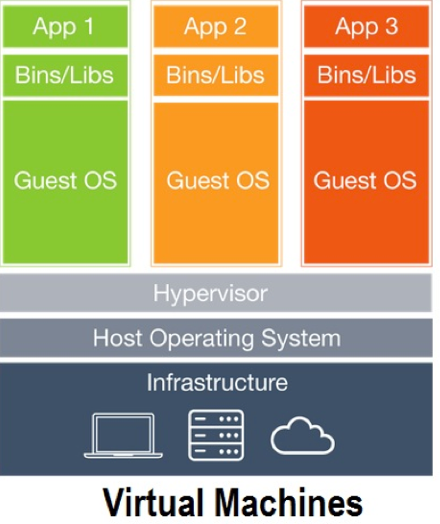 App 1
App 2
App 3
Bins/Libs
Bins/Libs
Bins/Libs
Guest OS
Guest OS
Guest OS
Hypervisor
Host Operating System
Infrastructure
Virtual Machines